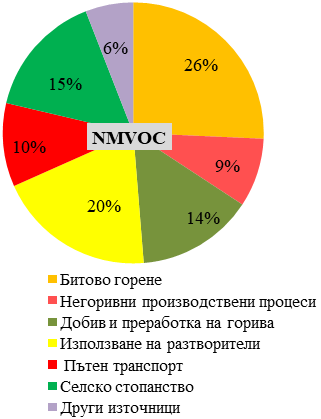 6%
26%
15%
NMVOC
10%
9%
20%
14%
Битово горене
Негоривни производствени процеси
Добив и преработка на горива
Използване на разтворители
Пътен транспорт
Селско стопанство
Други източници